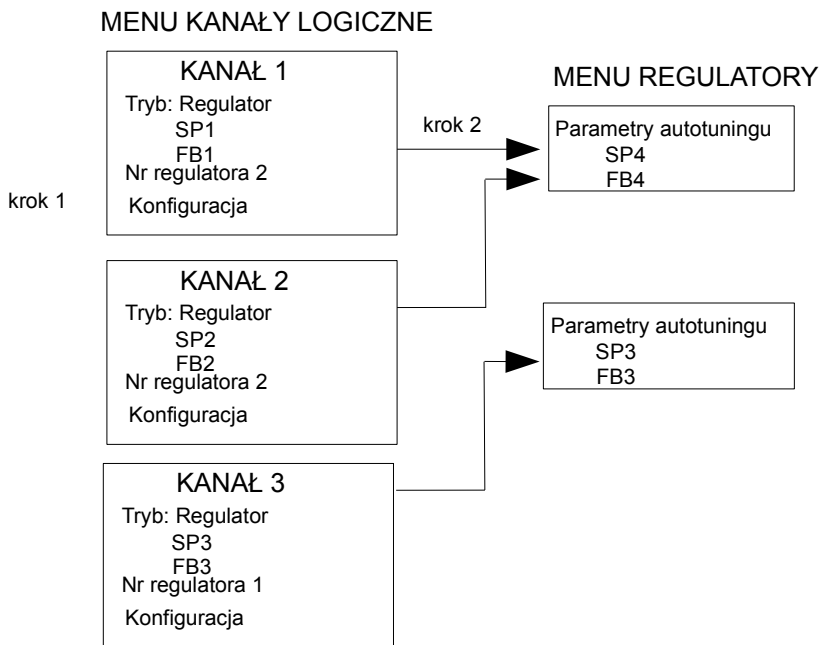 MENU KANAŁY LOGICZNE
KANAŁ 1
Tryb: Regulator
SP1
FB1
Nr regulatora 2
Konfiguracja
krok 1
krok 2
MENU REGULATORY
Parametry autotuningu
SP4
FB4
KANAŁ 2
Tryb: Regulator
SP2
FB2
Nr regulatora 2
Konfiguracja
Parametry autotuningu
SP3
FB3
KANAŁ 3
Tryb: Regulator
SP3
FB3
Nr regulatora 1
Konfiguracja